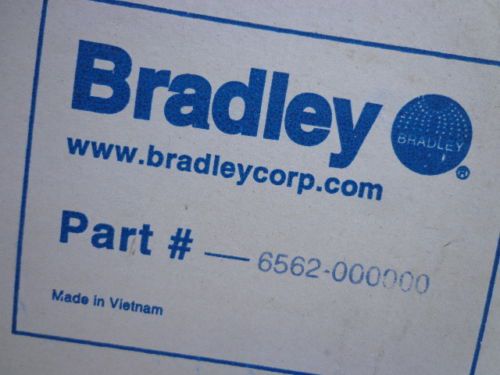 Bradley
BRADLEY
®
www.bradleycorp.com
Part # — 6562-000000
Made in Vietnam